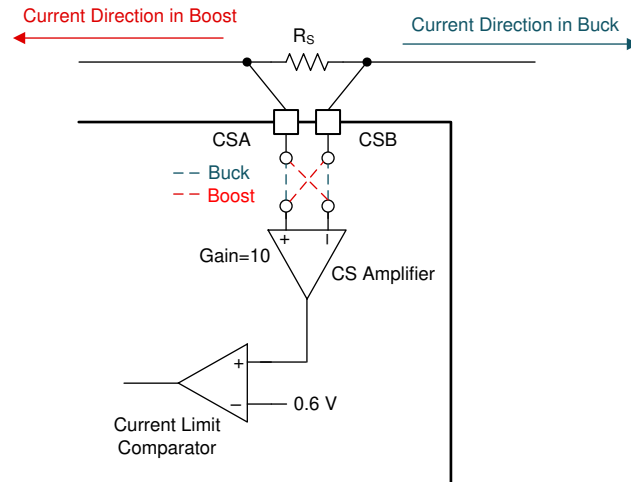 Current Direction in Boost
R_S
Current Direction in Buck
CSA
CSB
Buck
Boost
+
–
Gain=10
CS Amplifier
+
–
0.6 V
Current Limit
Comparator